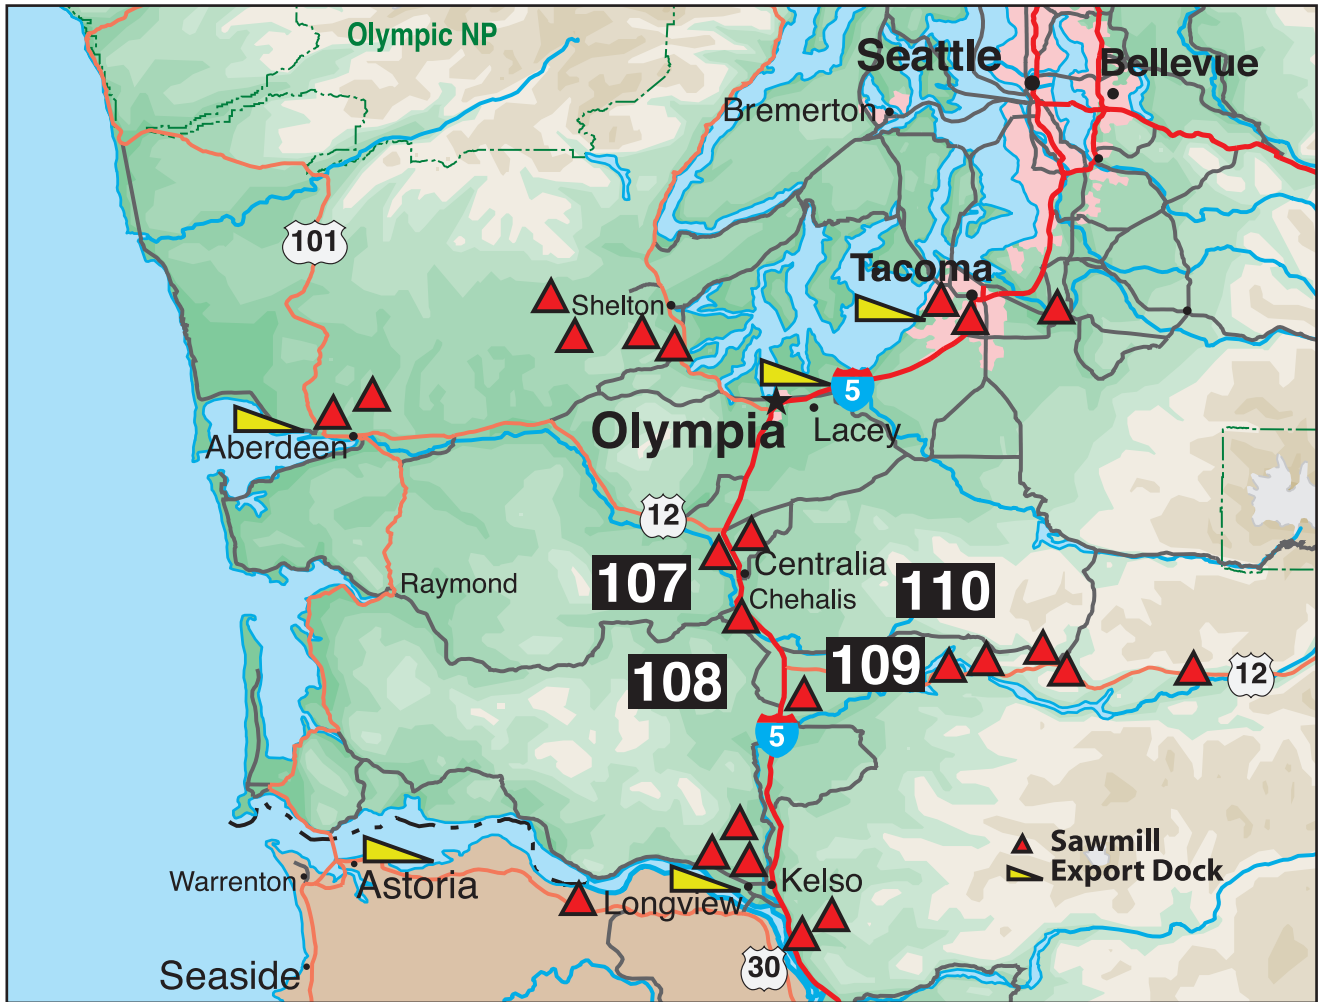 Olympic NP
Seattle
Bellevue
Bremerton
101
Tacoma
Shelton
5
Olympia
Lacey
Aberdeen
12
Centralia
107
110
Raymond
Chehalis
109
108
12
5
Sawmill
Export Dock
Warrenton
Astoria
Kelso
Longview
30
Seaside